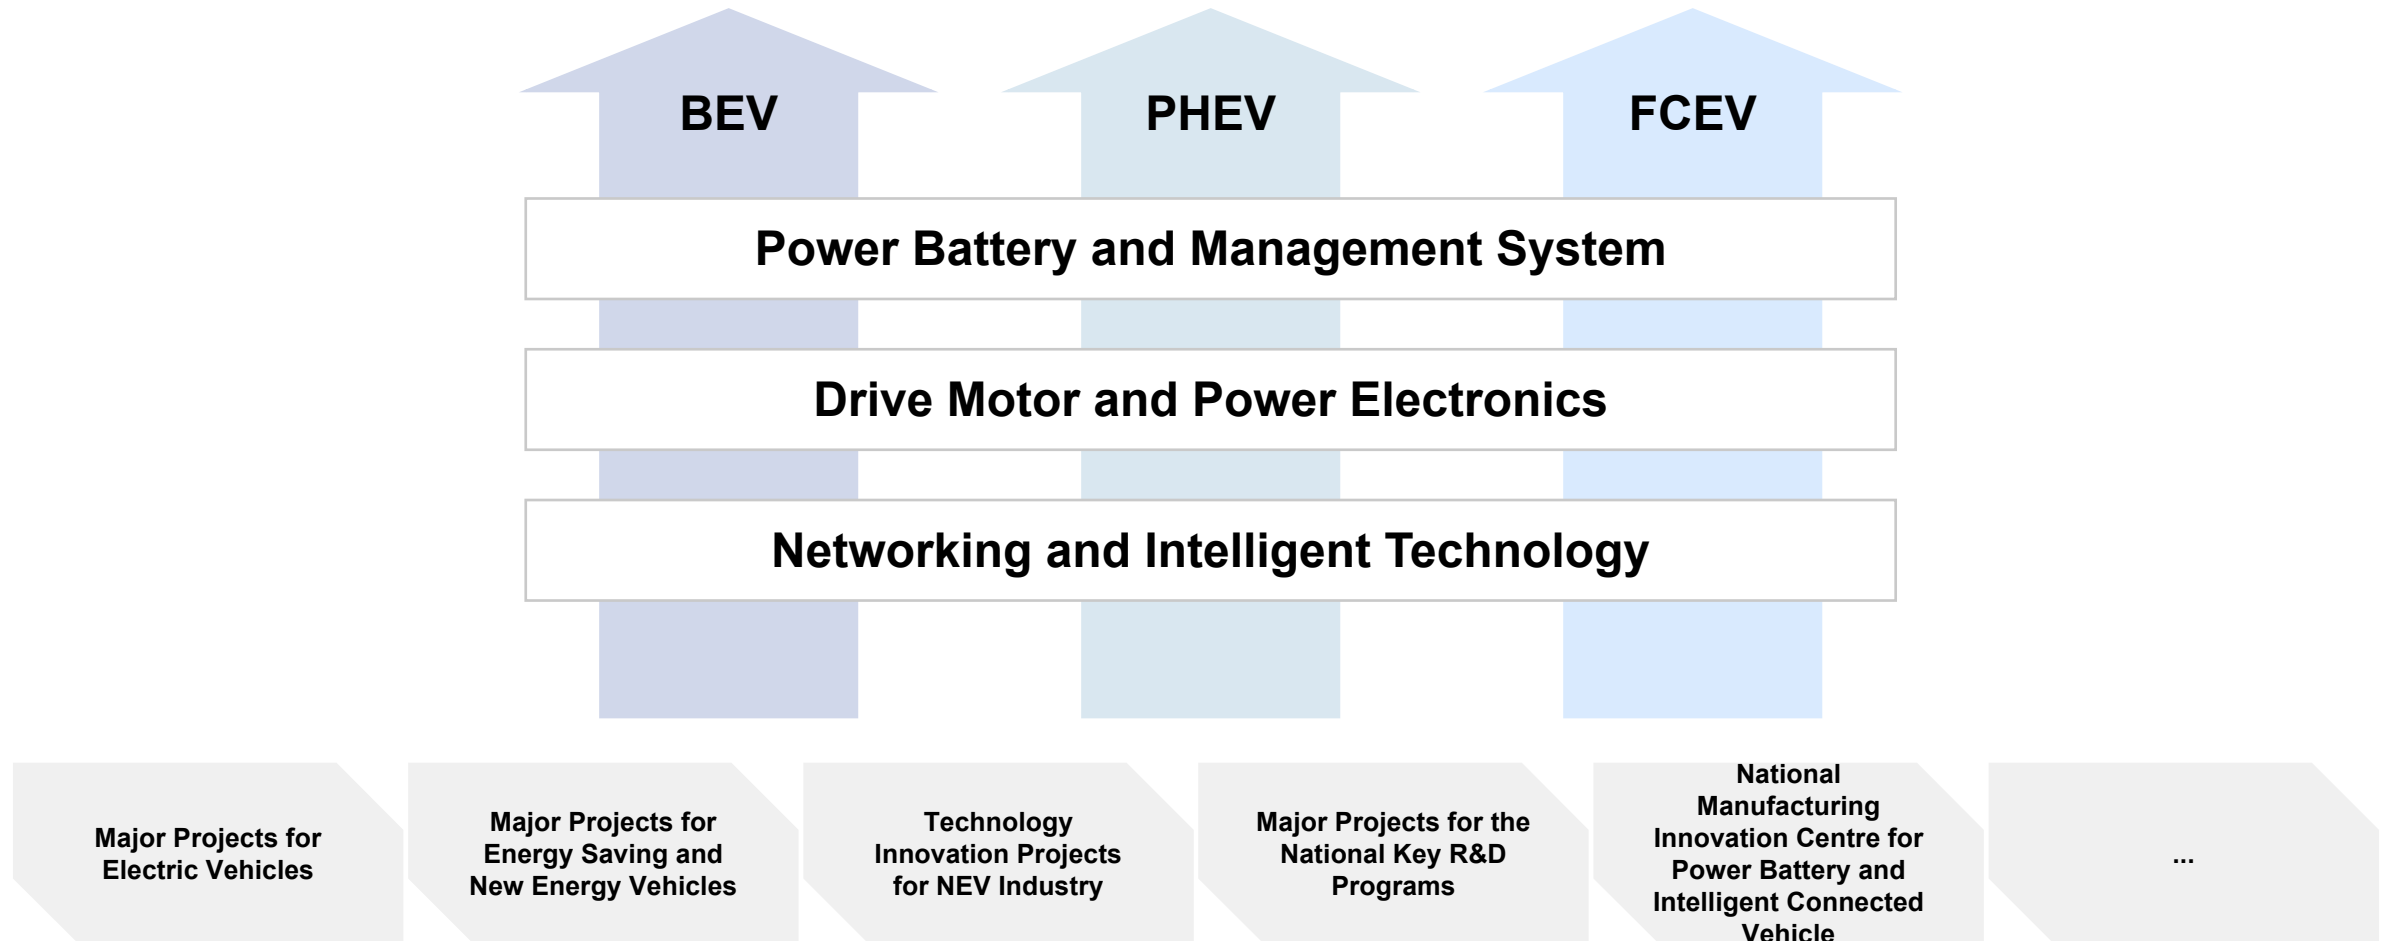 BEV
PHEV
FCEV
Power Battery and Management System
Drive Motor and Power Electronics
Networking and Intelligent Technology
Major Projects for
Electric Vehicles
Major Projects for
Energy Saving and
New Energy Vehicles
Technology
Innovation Projects
for NEV Industry
Major Projects for the
National Key R&D
Programs
National
Manufacturing
Innovation Centre for
Power Battery and
Intelligent Connected
Vehicle
...